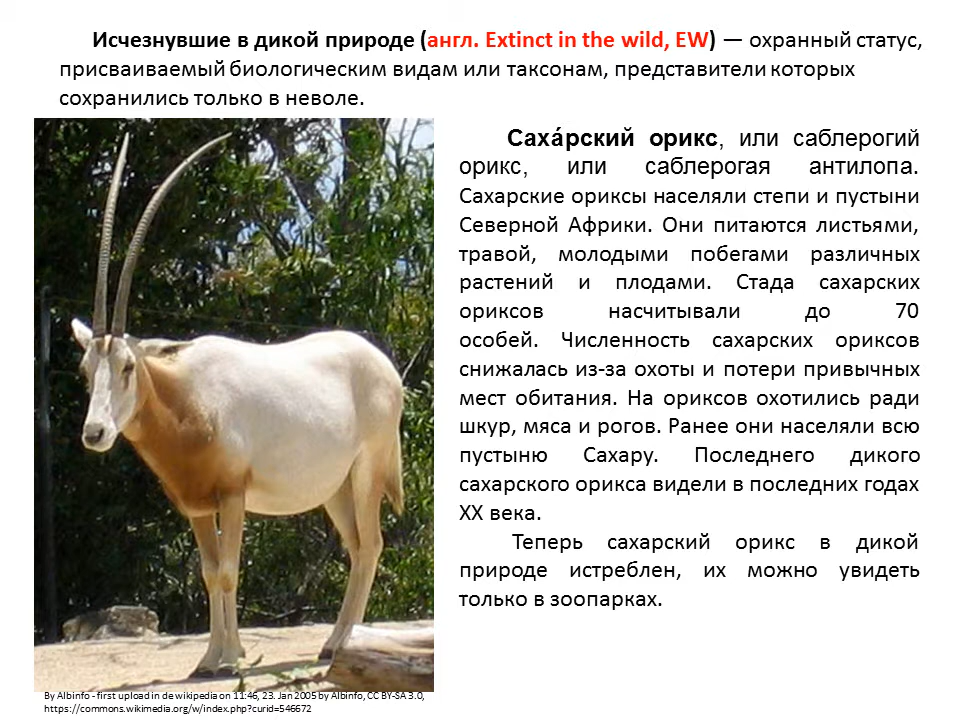 Исчезнувшие в дикой природе (англ. Extinct in the wild, EW) — охранный статус,
присваиваемый биологическим видам или таксонам, представители которых
сохранились только в неволе.
Саха́рский орикс, или саблерогий
орикс, или саблерогая антилопа.
Сахарские ориксы населяли степи и пустыни
Северной Африки. Они питаются листьями,
травой, молодыми побегами различных
растений и плодами. Стада сахарских
ориксов насчитывали до 70
особей. Численность сахарских ориксов
снижалась из-за охоты и потери привычных
мест обитания. На ориксов охотились ради
шкур, мяса и рогов. Ранее они населяли всю
пустыню Сахару. Последнего дикого
сахарского орикса видели в последних годах
XX века.
Теперь сахарский орикс в дикой
природе истреблен, их можно увидеть
только в зоопарках.
By Albinfo - first upload in de wikipedia on 11:46, 23. Jan 2005 by Albinfo, CC BY-SA 3.0,
https://commons.wikimedia.org/w/index.php?curid=546672